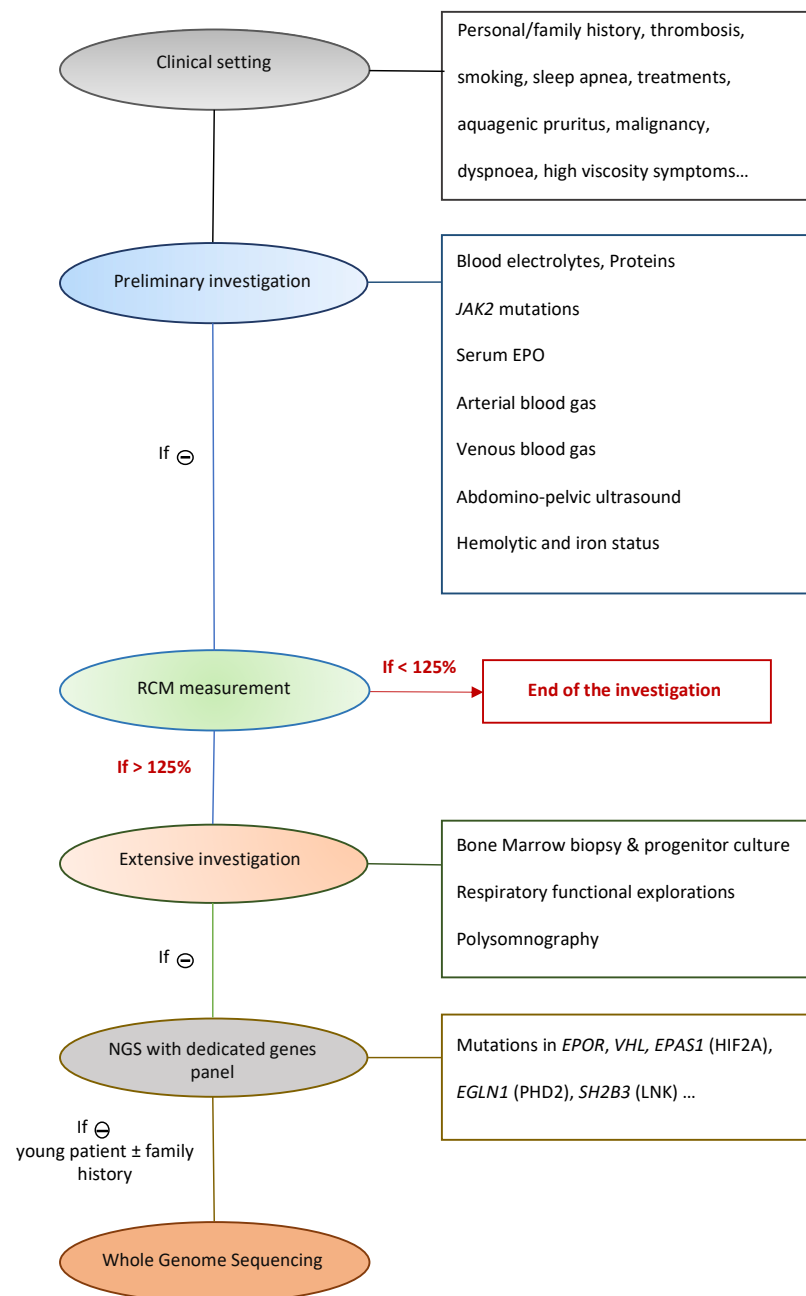 Clinical setting
Personal/family history, thrombosis,
smoking, sleep apnea, treatments,
aquagenic pruritus, malignancy,
dyspnoea, high viscosity symptoms…
Preliminary investigation
Blood electrolytes, Proteins
JAK2 mutations
Serum EPO
Arterial blood gas
Venous blood gas
Abdomino-pelvic ultrasound
Hemolytic and iron status
If ⊖
RCM measurement
If < 125%
End of the investigation
If > 125%
Extensive investigation
Bone Marrow biopsy & progenitor culture
Respiratory functional explorations
Polysomnography
If ⊖
NGS with dedicated genes
panel
Mutations in EPOR, VHL, EPAS1 (HIF2A),
EGLN1 (PHD2), SH2B3 (LNK) …
If ⊖
young patient ± family
history
Whole Genome Sequencing